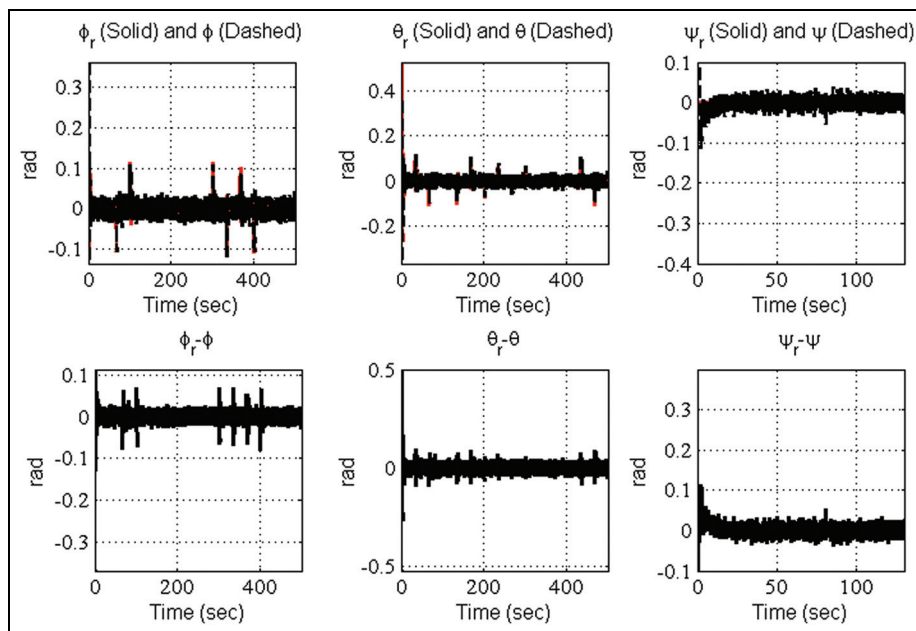 ϕr (Solid) and ϕ (Dashed)
θr (Solid) and θ (Dashed)
ψr (Solid) and ψ (Dashed)
rad
0.3
0.2
0.1
0
-0.1
0 200 400
Time (sec)
rad
0.4
0.2
0
-0.2
0 200 400
Time (sec)
rad
0.1
0
-0.1
-0.2
-0.3
-0.4
0 50 100
Time (sec)
ϕr-ϕ
θr-θ
ψr-ψ
rad
0.1
0
-0.1
-0.2
-0.3
0 200 400
Time (sec)
rad
0.5
0
-0.5
0 200 400
Time (sec)
rad
0.3
0.2
0.1
0
-0.1
0 50 100
Time (sec)